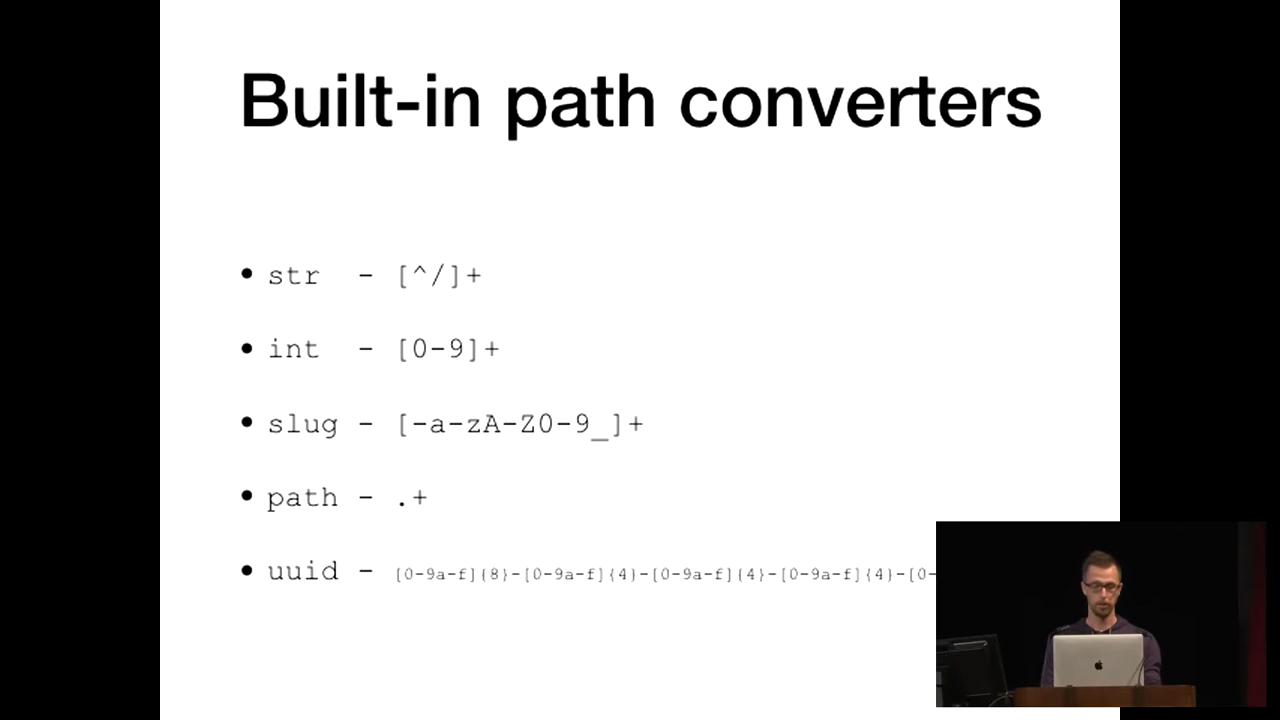 Built-in path converters
• str - [^/]+
• int - [0-9]+
• slug - [-a-zA-Z0-9_]+
• path - .+
• uuid - [0-9a-f]{8}-[0-9a-f]{4}-[0-9a-f]{4}-[0-9a-f]{4}-[0-